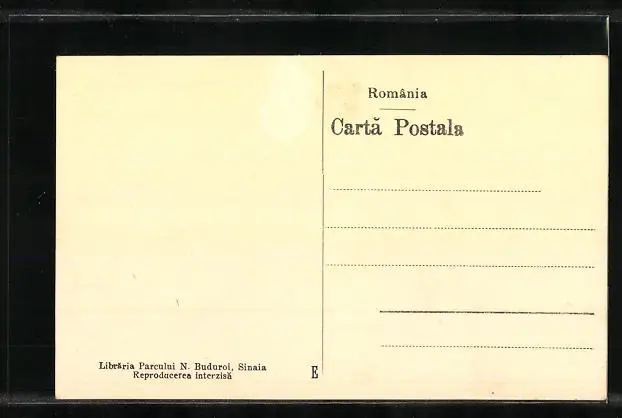 România
Cartă Postala
Librăria Parcului N. Buduroi, Sinaia
Reproducerea interzisă
E